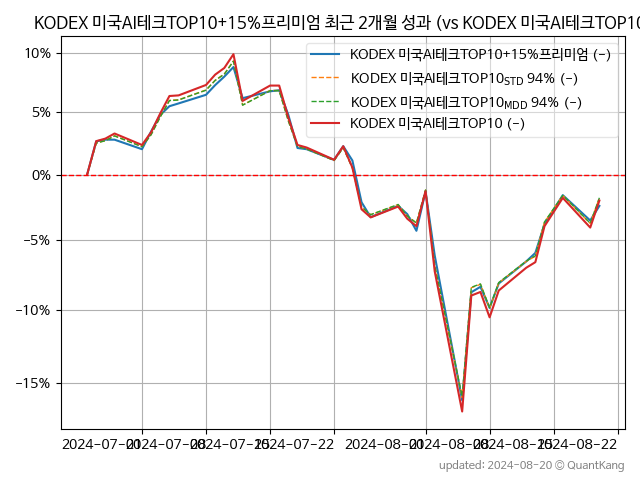 KODEX 미국AI테크TOP10+15%프리미엄 최근 2개월 성과 (vs KODEX 미국AI테크TOP10
KODEX 미국AI테크TOP10+15%프리미엄 (−)
KODEX 미국AI테크TOP10STD 94% (−)
KODEX 미국AI테크TOP10MDD 94% (−)
KODEX 미국AI테크TOP10 (−)
10%
5%
0%
−5%
−10%
−15%
2024-07-01 2024-07-08 2024-07-15 2024-07-22 2024-08-01 2024-08-08 2024-08-15 2024-08-22
updated: 2024-08-20 © QuantKang